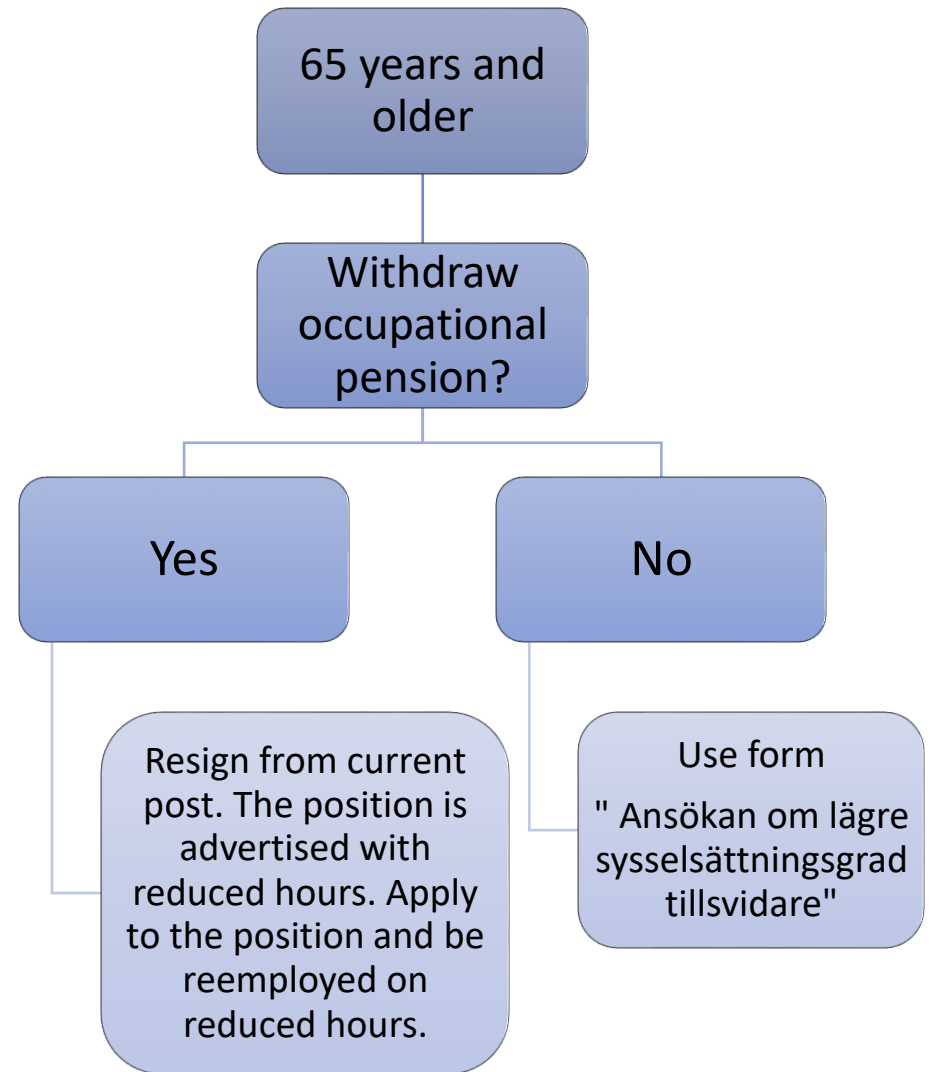 65 years and
older
Withdraw
occupational
pension?
Yes
No
Resign from current
post. The position is
advertised with
reduced hours. Apply
to the position and be
reemployed on
reduced hours.
Use form
" Ansökan om lägre
sysselsättningsgrad
tillsvidare"